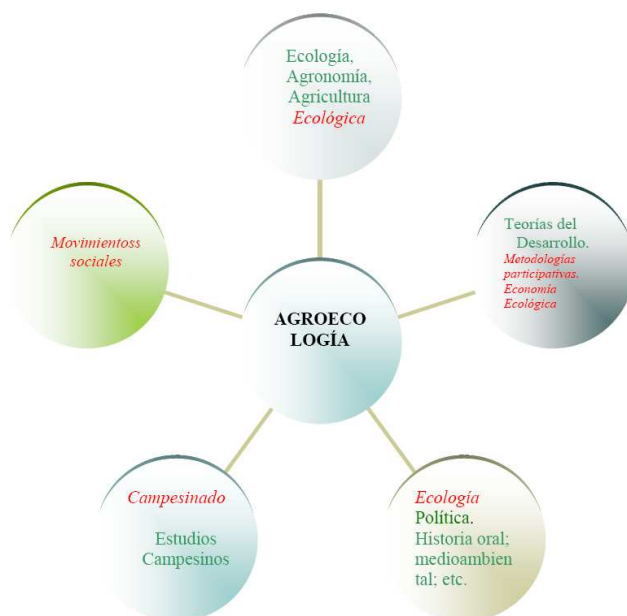 Ecología,
Agronomía,
Agricultura
Ecológica
Movimientoss
sociales
Teorías del
Desarrollo.
Metodologías
participativas.
Economía
Ecológica
AGROECO
LOGÍA
Campesinado
Estudios
Campesinos
Ecología
Política.
Historia oral;
medioambien
tal; etc.